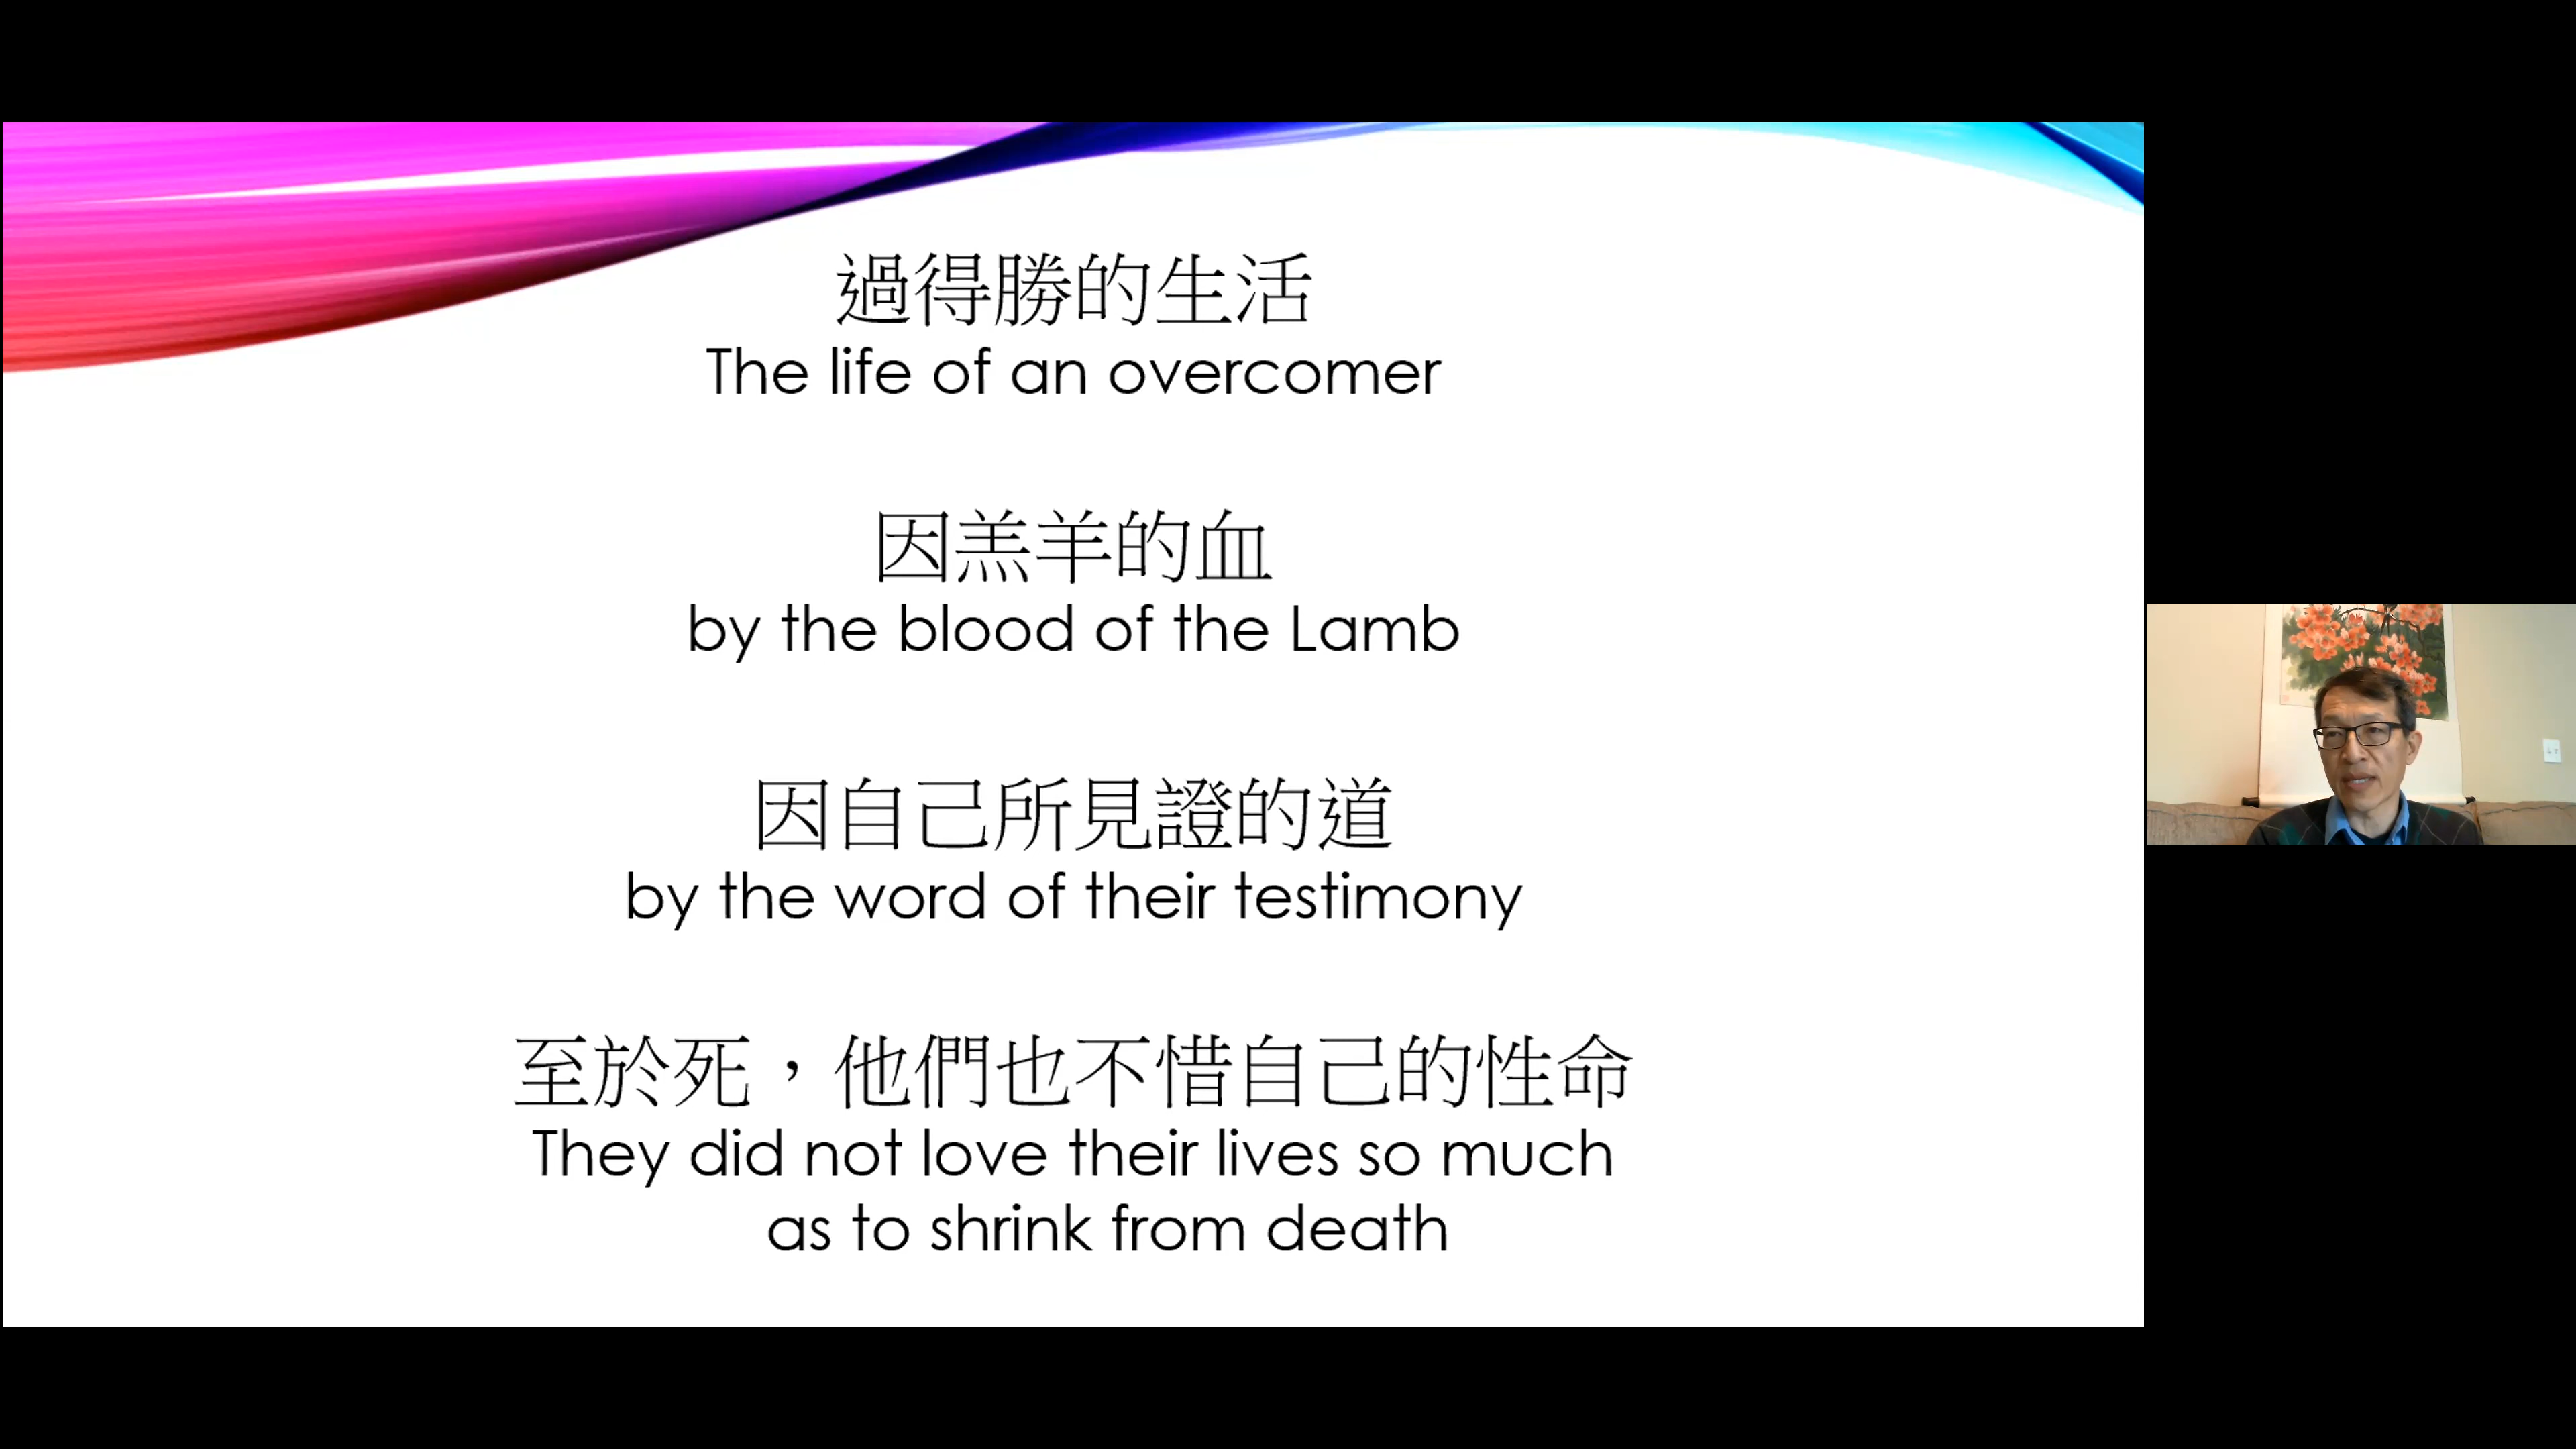 過得勝的生活
The life of an overcomer
因羔羊的血
by the blood of the Lamb
因自己所見證的道
by the word of their testimony
至於死，他們也不惜自己的性命
They did not love their lives so much
as to shrink from death